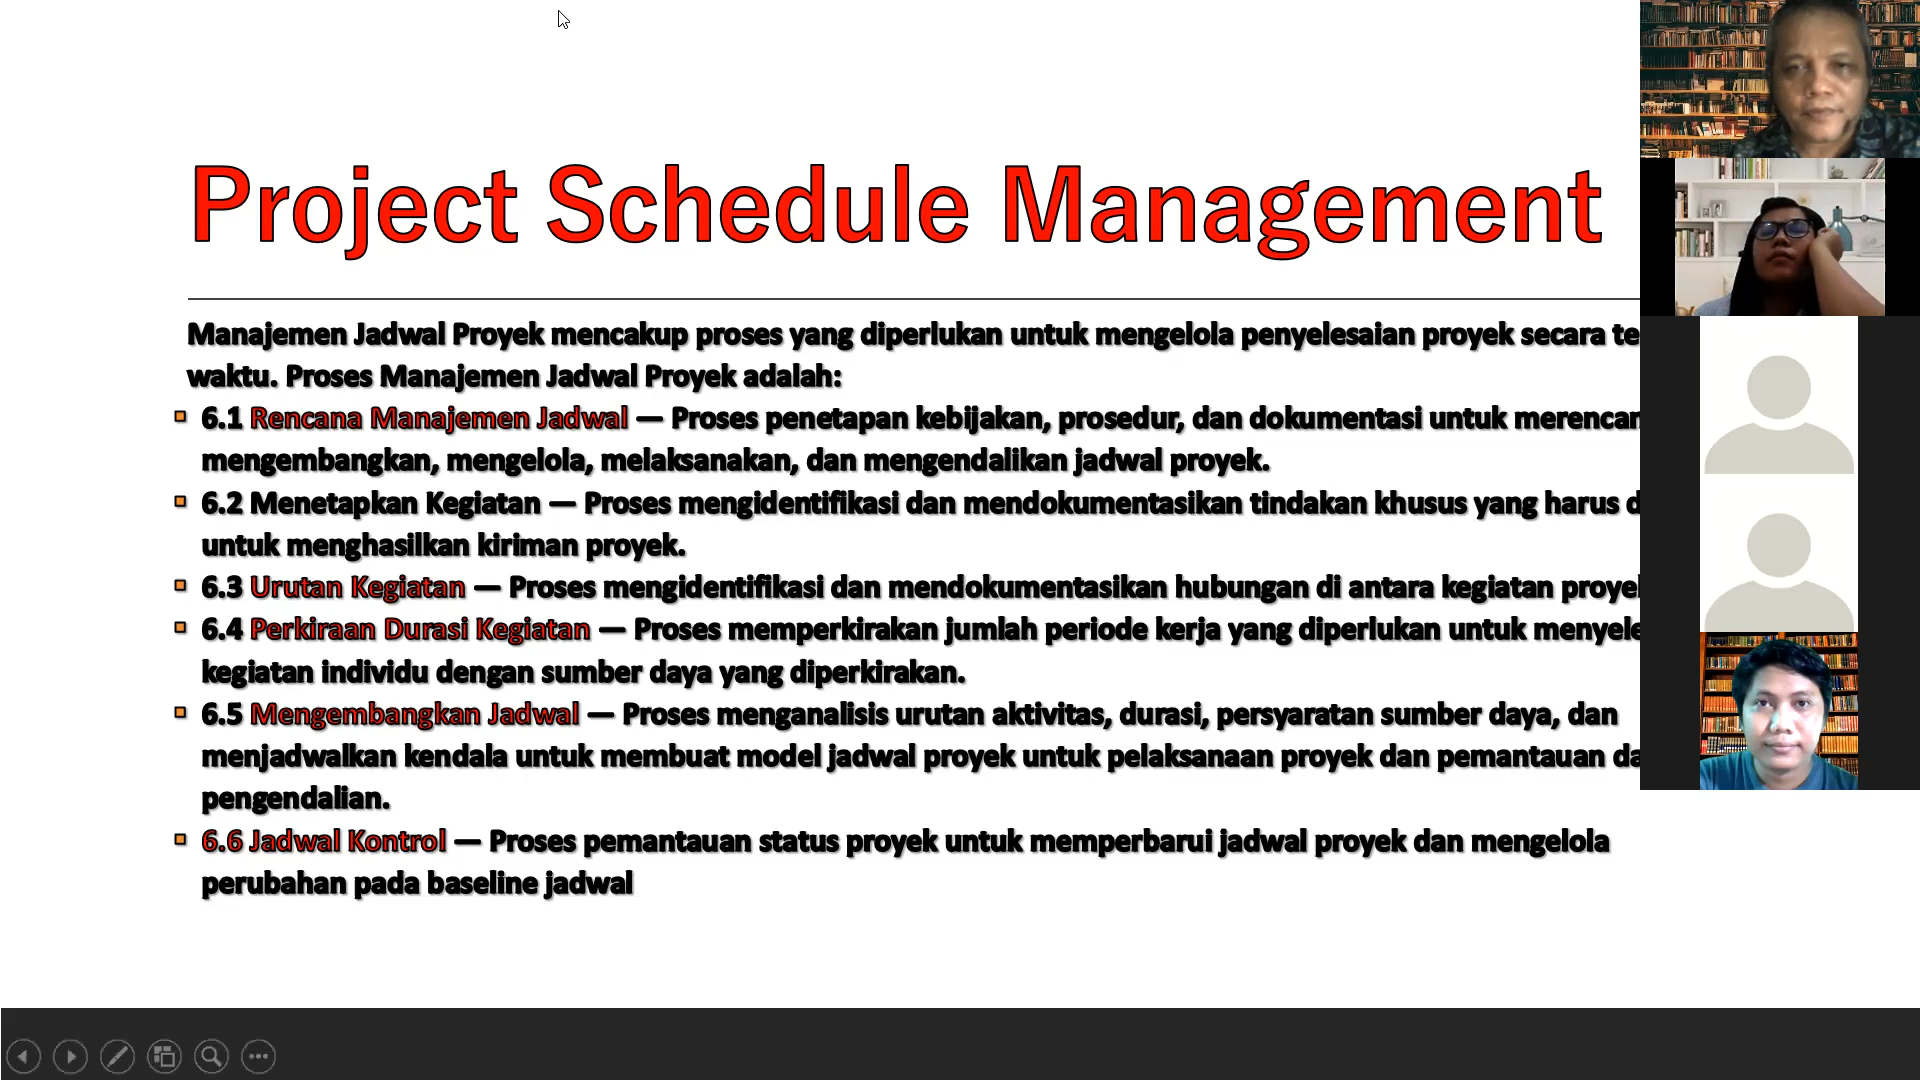 Project Schedule Management
Manajemen Jadwal Proyek mencakup proses yang diperlukan untuk mengelola penyelesaian proyek secara te
waktu. Proses Manajemen Jadwal Proyek adalah:
6.1 Rencana Manajemen Jadwal — Proses penetapan kebijakan, prosedur, dan dokumentasi untuk merencan
mengembangkan, mengelola, melaksanakan, dan mengendalikan jadwal proyek.
6.2 Menetapkan Kegiatan — Proses mengidentifikasi dan mendokumentasikan tindakan khusus yang harus d
untuk menghasilkan kiriman proyek.
6.3 Urutan Kegiatan — Proses mengidentifikasi dan mendokumentasikan hubungan di antara kegiatan proye
6.4 Perkiraan Durasi Kegiatan — Proses memperkirakan jumlah periode kerja yang diperlukan untuk menyele
kegiatan individu dengan sumber daya yang diperkirakan.
6.5 Mengembangkan Jadwal — Proses menganalisis urutan aktivitas, durasi, persyaratan sumber daya, dan
menjadwalkan kendala untuk membuat model jadwal proyek untuk pelaksanaan proyek dan pemantauan da
pengendalian.
6.6 Jadwal Kontrol — Proses pemantauan status proyek untuk memperbarui jadwal proyek dan mengelola
perubahan pada baseline jadwal